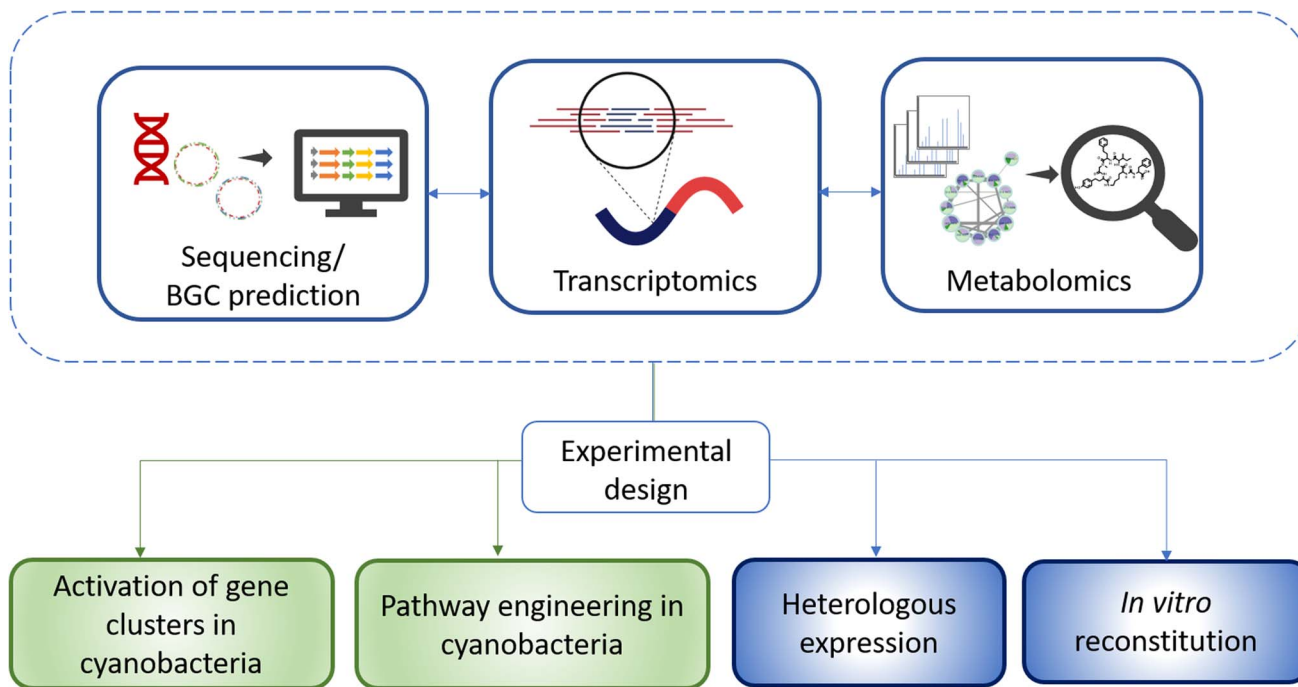 Sequencing/
BGC prediction
Transcriptomics
Metabolomics
Experimental
design
Activation of gene
clusters in
cyanobacteria
Pathway engineering in
cyanobacteria
Heterologous
expression
In vitro
reconstitution